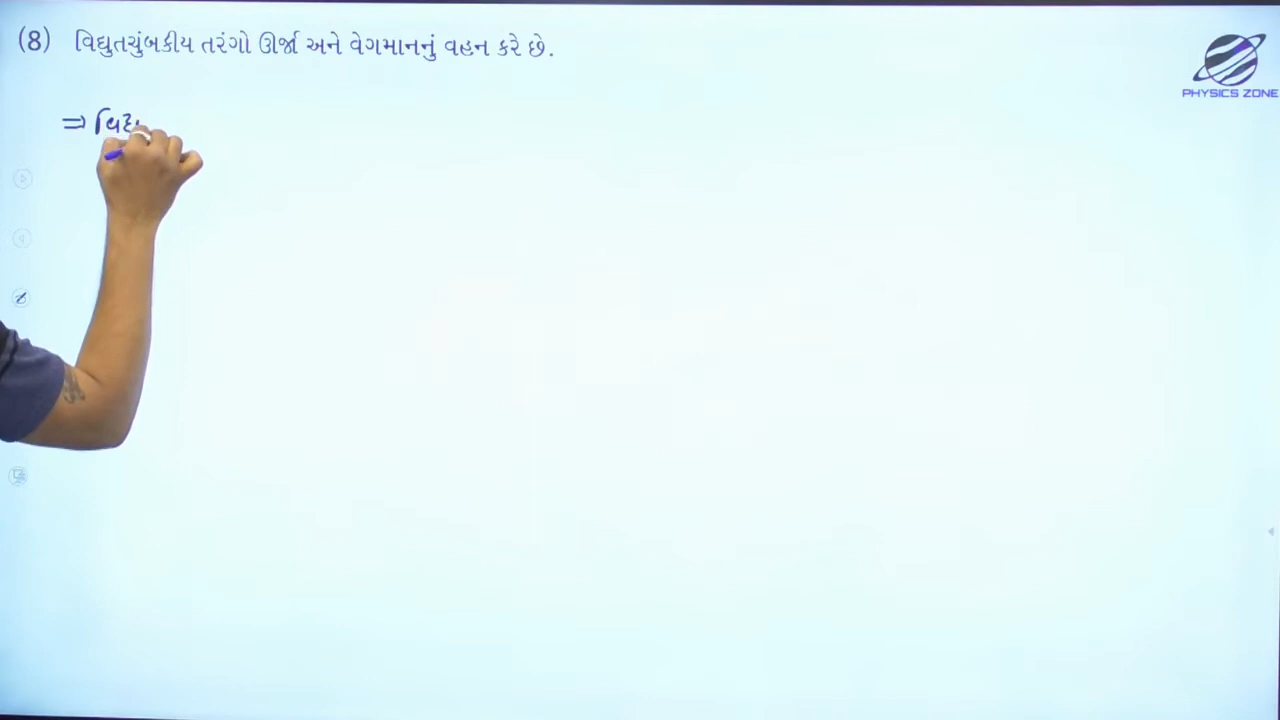 (8) વિદ્યુતચુંબકીય તરંગો ઊર્જા અને વેગમાનનું વહન કરે છે.
PHYSICS ZONE
⇒